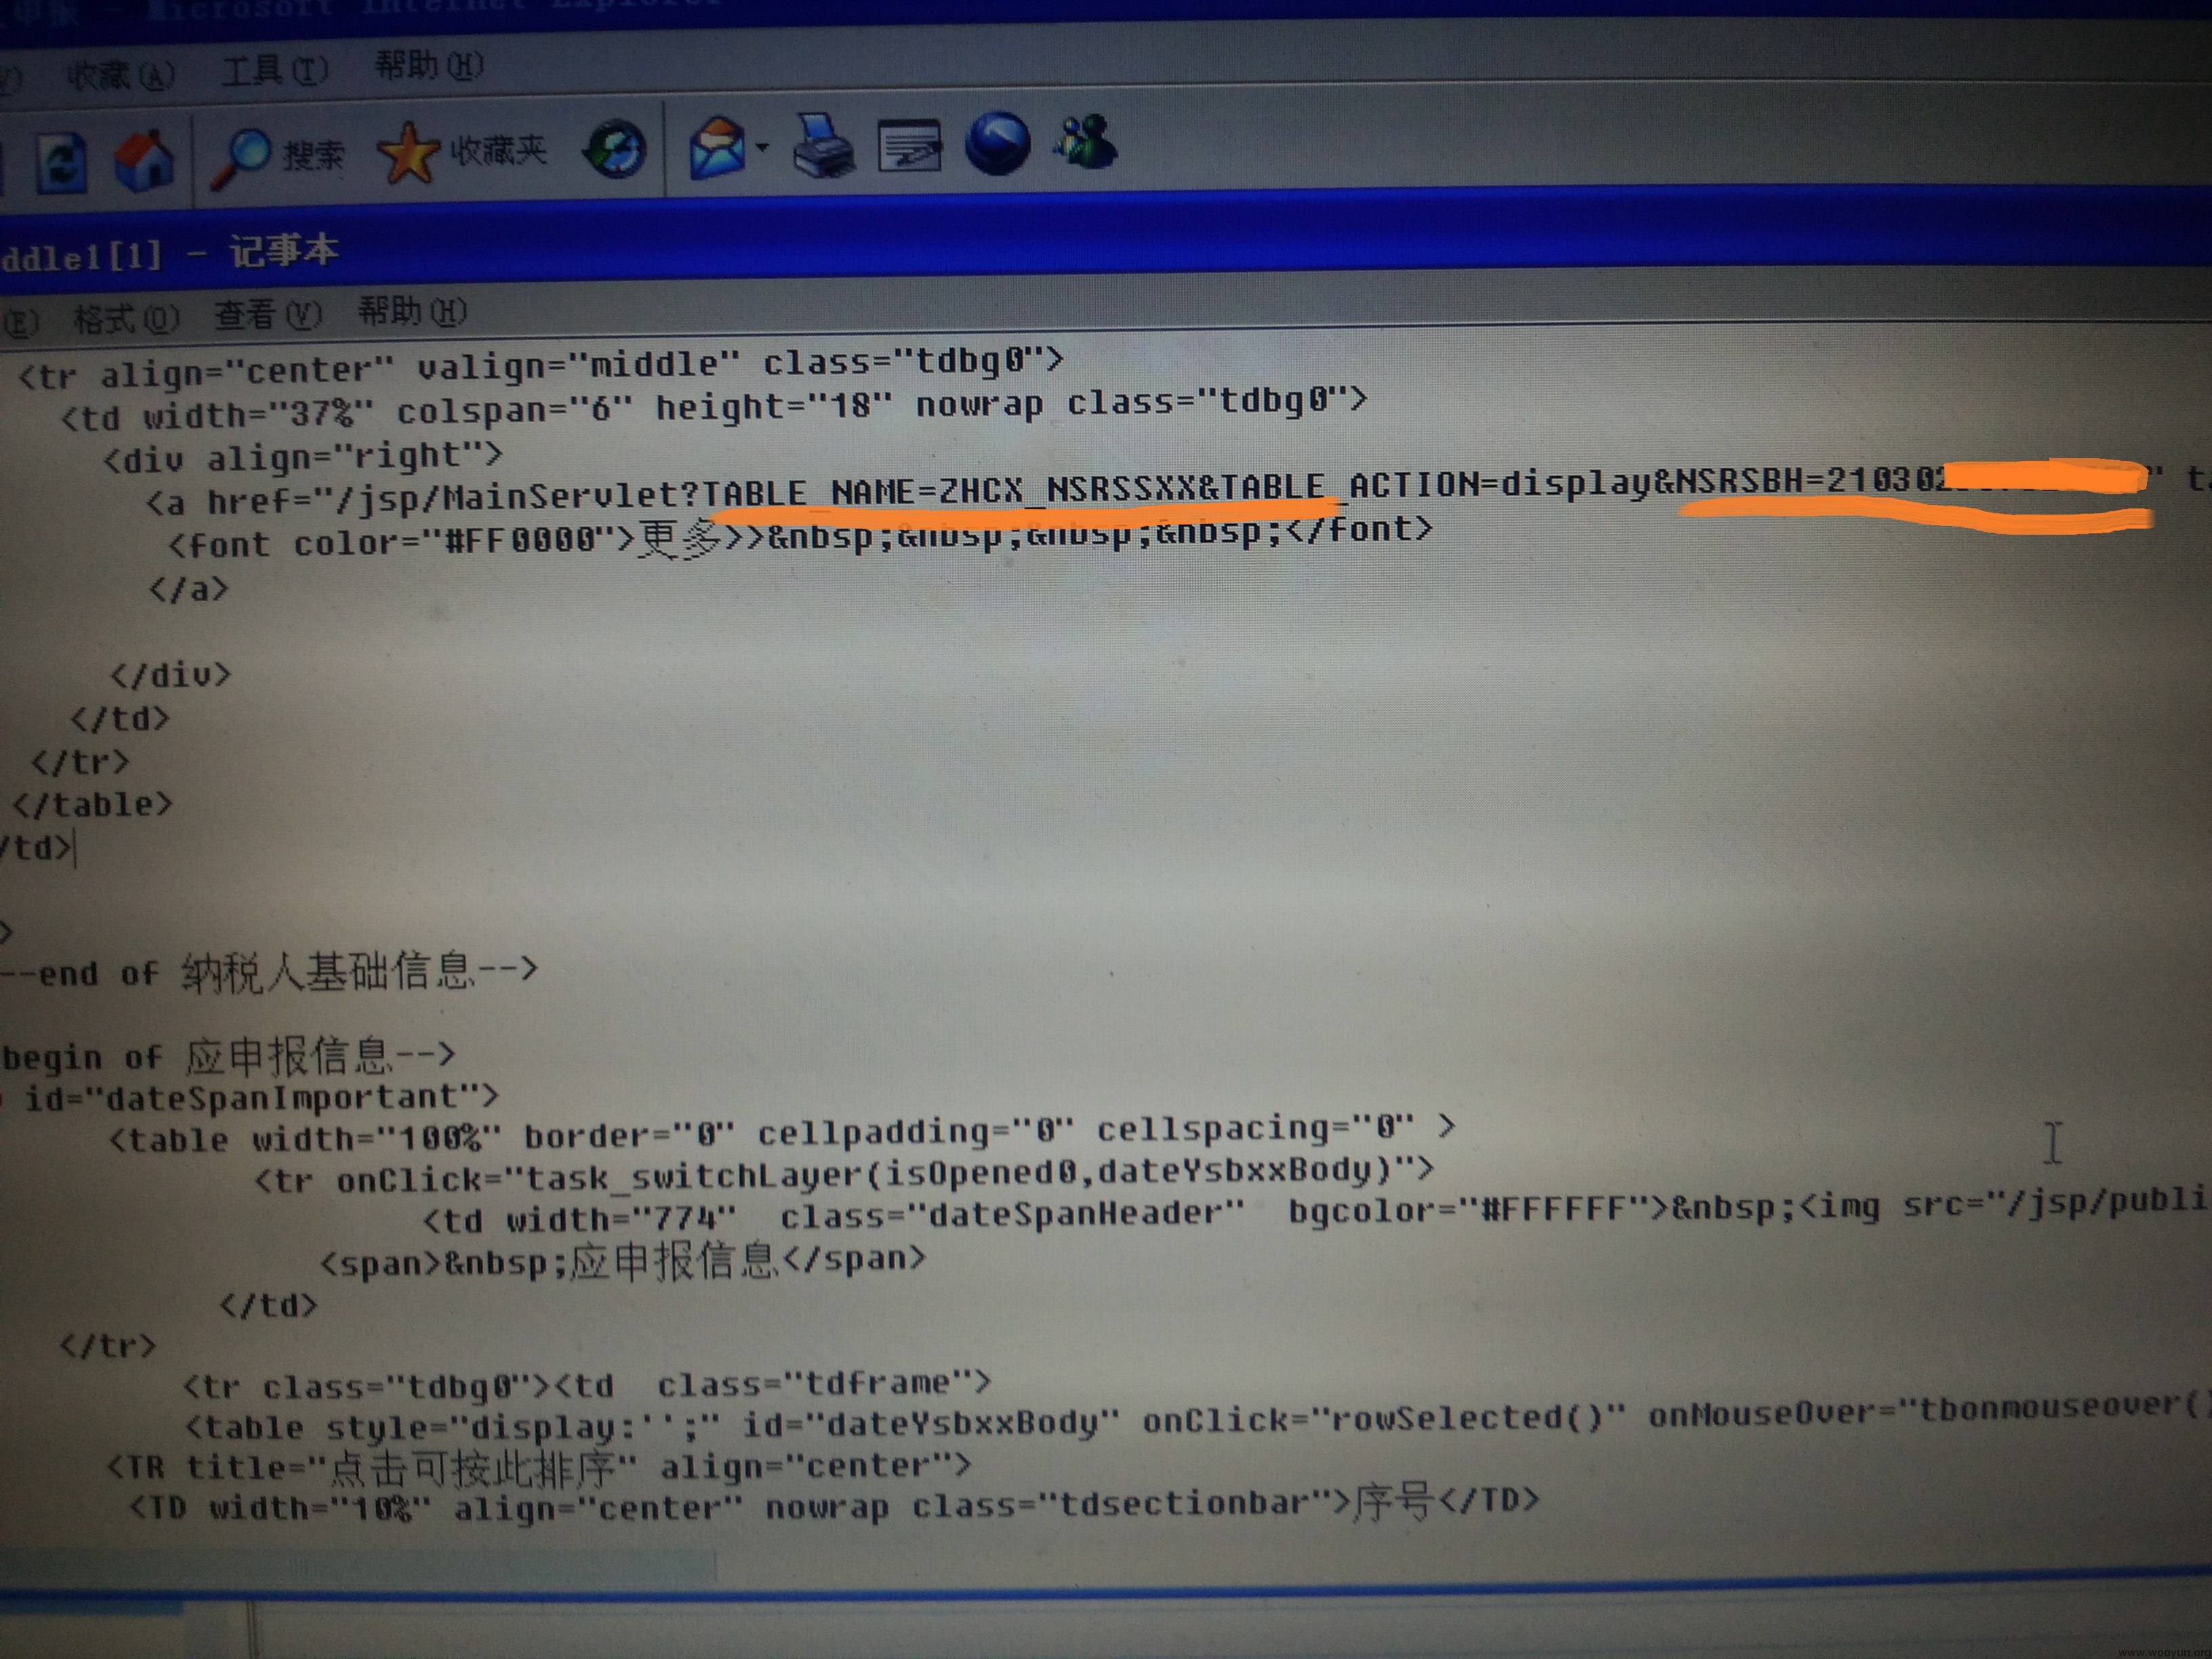 - Microsoft Internet Explorer
收藏(A) 工具(T) 帮助(H)
搜索 收藏夹
ddle1[1] - 记事本
(E) 格式(O) 查看(V) 帮助(H)
<tr align="center" valign="middle" class="tdbg0">
<td width="37%" colspan="6" height="18" nowrap class="tdbg0">
<div align="right">
<a href="/jsp/MainServlet?TABLE_NAME=ZHCX_NSRSSXX&TABLE_ACTION=display&NSRSBH=210302 " t
<font color="#FF0000">更多>>&nbsp;&nbsp;&nbsp;&nbsp;</font>
</a>
</div>
</td>
</tr>
</table>
/td>
>
--end of 纳税人基础信息-->
begin of 应申报信息-->
id="dateSpanImportant">
<table width="100%" border="0" cellpadding="0" cellspacing="0" >
<tr onClick="task_switchLayer(isOpened0,dateYsbxxBody)">
<td width="774" class="dateSpanHeader" bgcolor="#FFFFFF">&nbsp;<img src="/jsp/publi
<span>&nbsp;应申报信息</span>
</td>
</tr>
<tr class="tdbg0"><td class="tdframe">
<table style="display:'';" id="dateYsbxxBody" onClick="rowSelected()" onMouseOver="tbonmouseover()
<TR title="点击可按此排序" align="center">
<TD width="10%" align="center" nowrap class="tdsectionbar">序号</TD>
www.wooyun.org